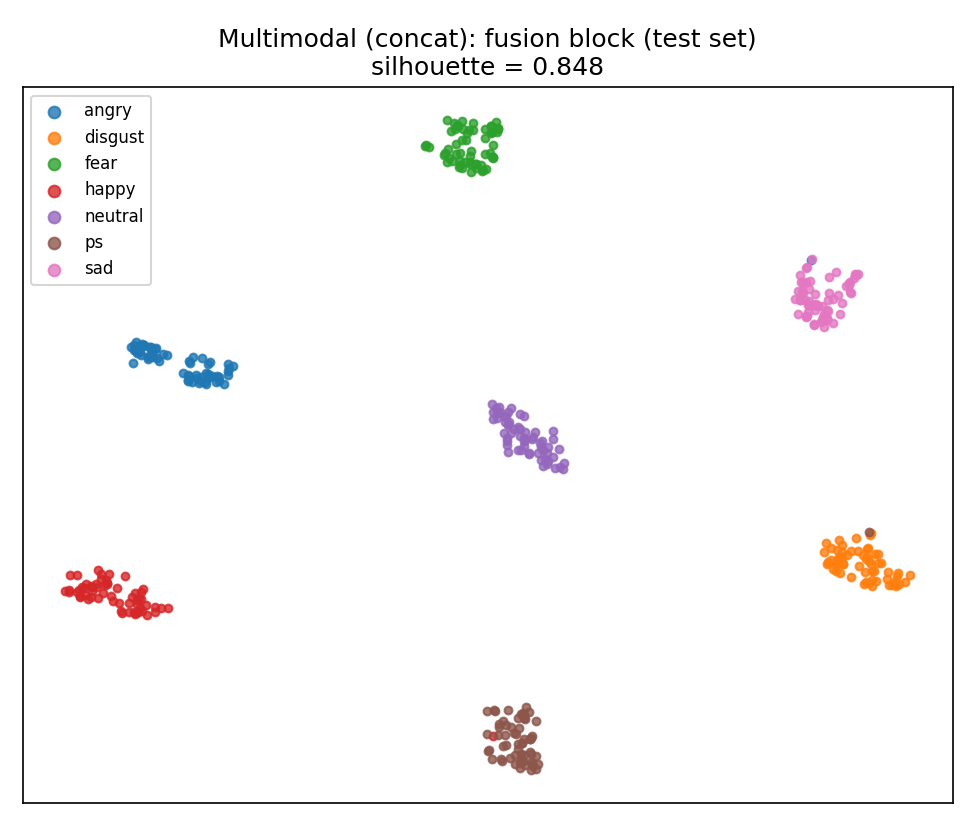 Multimodal (concat): fusion block (test set)
silhouette = 0.848
angry
disgust
fear
happy
neutral
ps
sad